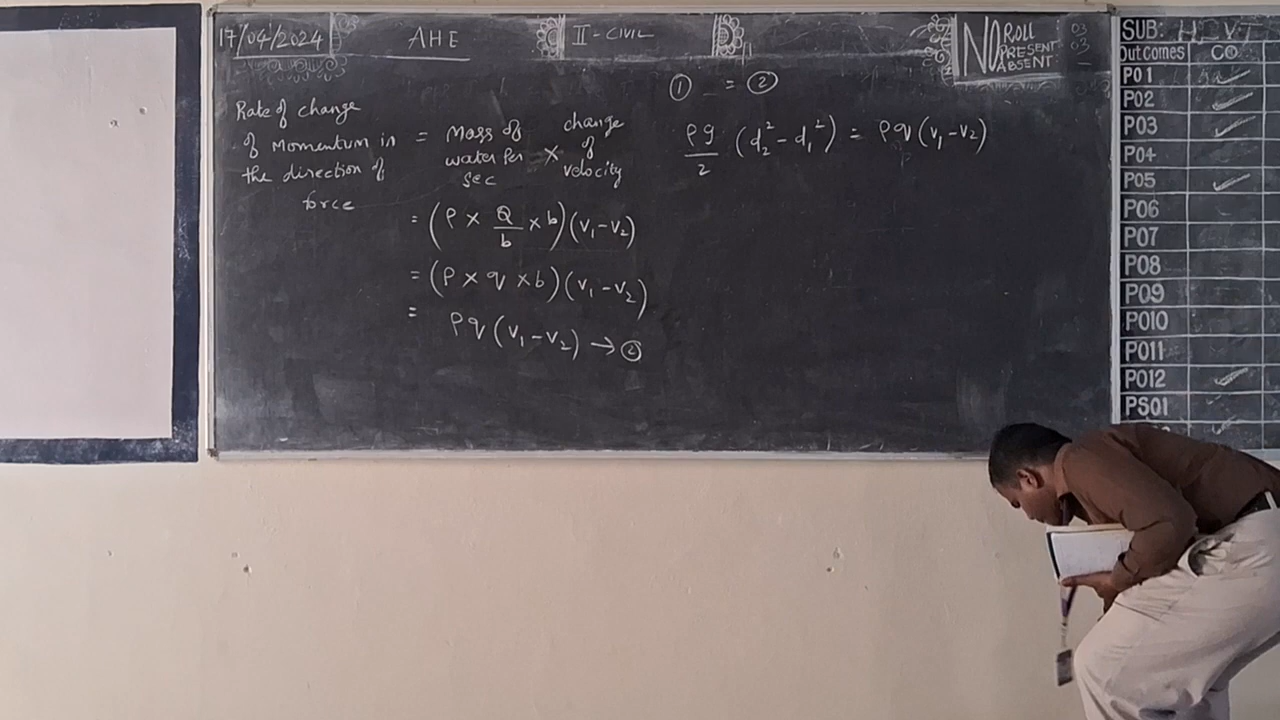 17/04/2024 AHE II - CIVIL
NO ROLL
PRESENT 03
ABSENT -
① = ②
Rate of change
of Momentum in
the direction of
force
= Mass of water per sec × change of velocity
= (ρ × Q/b × b)(v₁ - v₂)
= (ρ × q × b)(v₁ - v₂)
= ρq(v₁ - v₂) → ②
ρg/2 (d₂² - d₁²) = ρq(v₁ - v₂)
SUB:
OutComes CO
PO1 ✓
PO2 ✓
PO3 ✓
PO4
PO5 ✓
PO6
PO7
PO8
PO9
PO10
PO11
PO12 ✓
PSO1 ✓